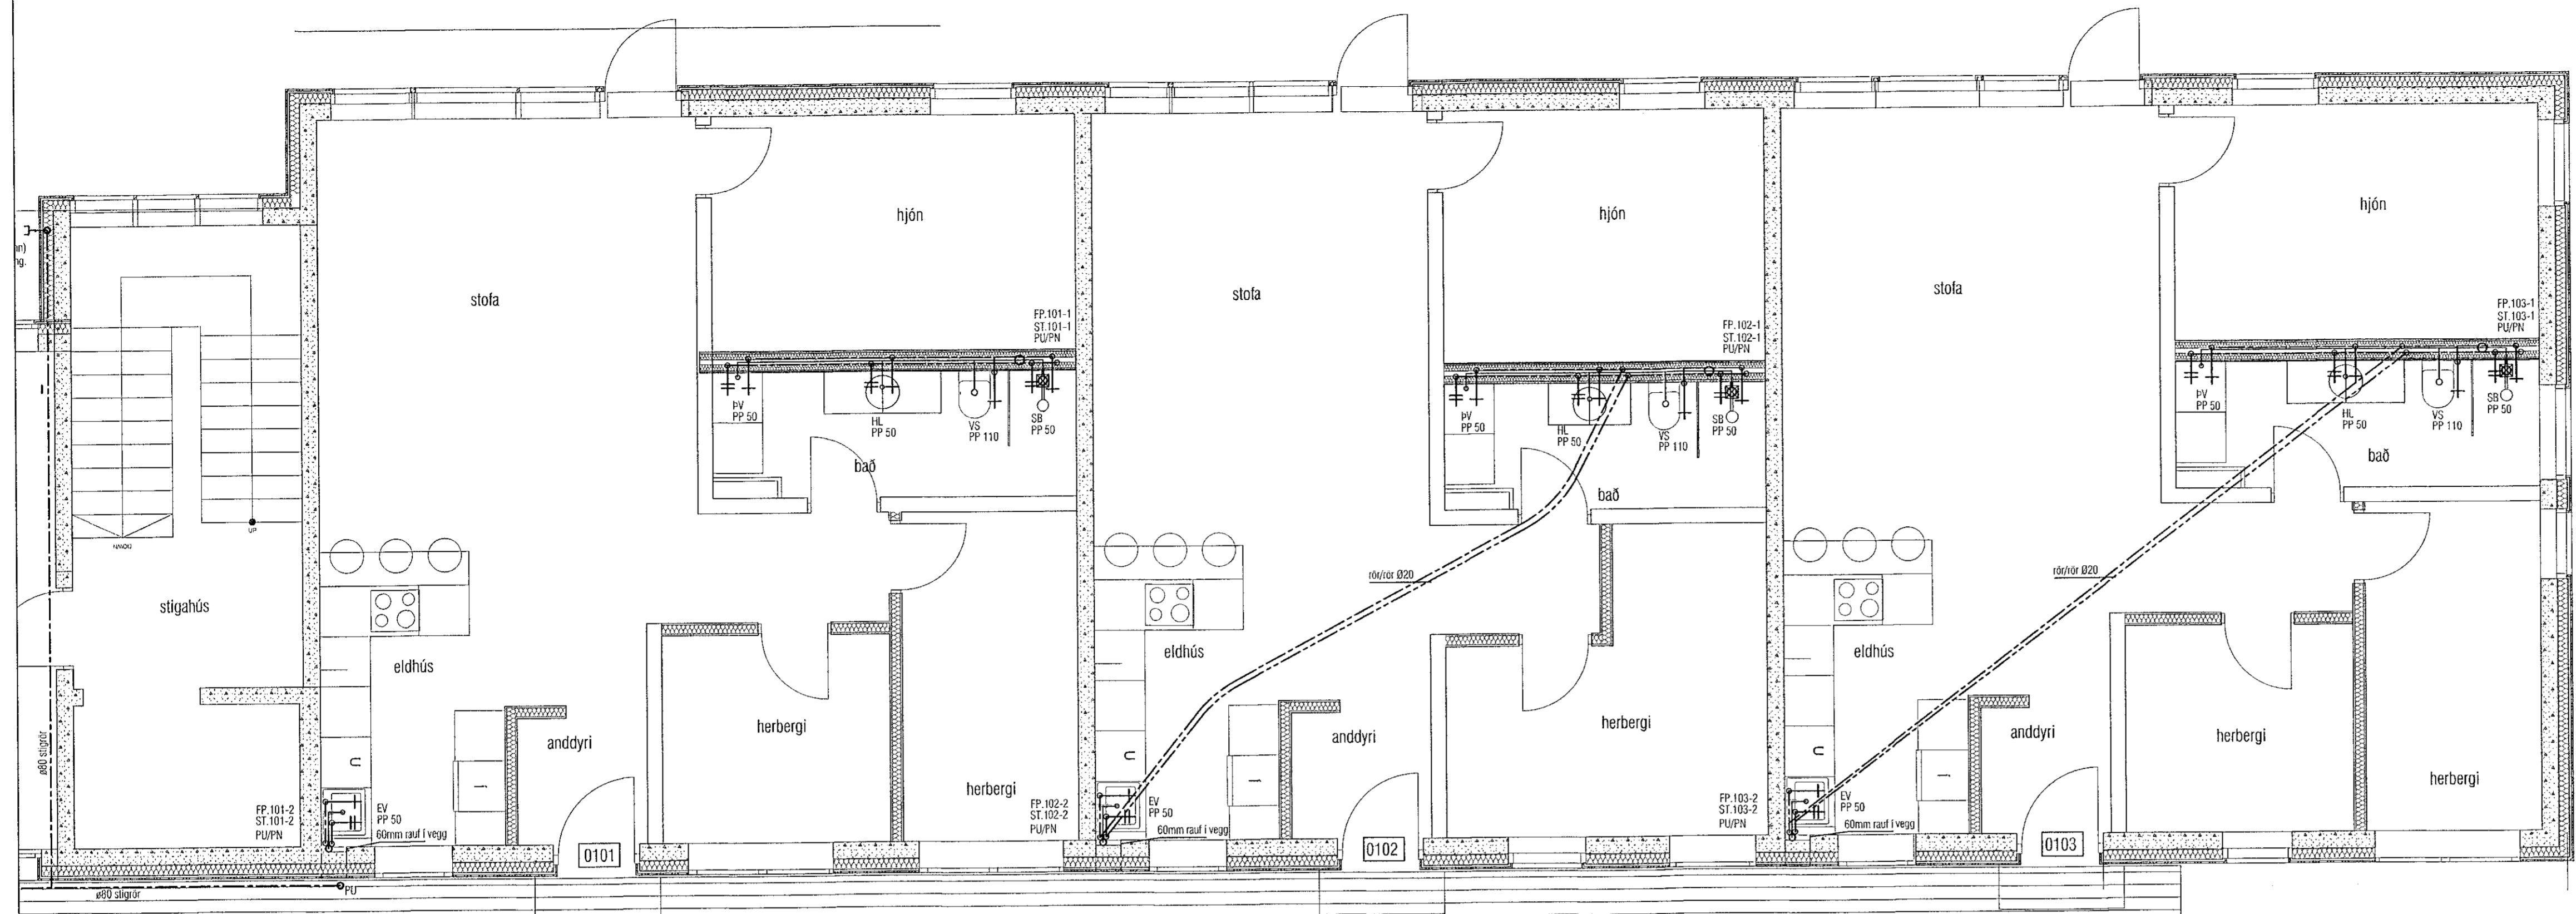 hjón
hjón
hjón
nn)
ng.
stofa
stofa
stofa
FP.101-1
ST.101-1
PU/PN
FP.102-1
ST.102-1
PU/PN
FP.103-1
ST.103-1
PU/PN
ÞV
PP 50
HL
PP 50
VS
PP 110
SB
PP 50
ÞV
PP 50
HL
PP 50
VS
PP 110
SB
PP 50
ÞV
PP 50
HL
PP 50
VS
PP 110
SB
PP 50
bað
bað
bað
DOWN
UP
rör/rör Ø20
rör/rör Ø20
stigahús
eldhús
eldhús
eldhús
herbergi
herbergi
herbergi
anddyri
anddyri
anddyri
U
U
U
herbergi
herbergi
ø80 stigrör
FP.101-2
ST.101-2
PU/PN
EV
PP 50
60mm rauf í vegg
FP.102-2
ST.102-2
PU/PN
EV
PP 50
60mm rauf í vegg
FP.103-2
ST.103-2
PU/PN
EV
PP 50
60mm rauf í vegg
0101
0102
0103
ø80 stigrör
PU